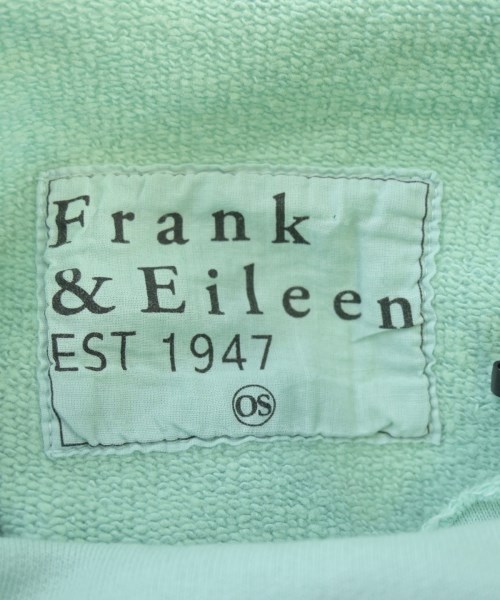 Frank
& Eileen
EST 1947
OS